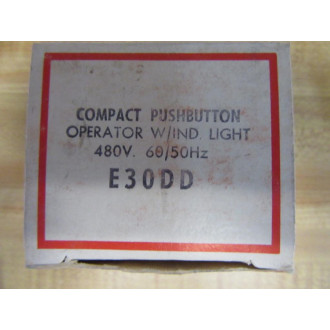 COMPACT PUSHBUTTON
OPERATOR W/IND. LIGHT
480V. 60/50Hz
E30DD